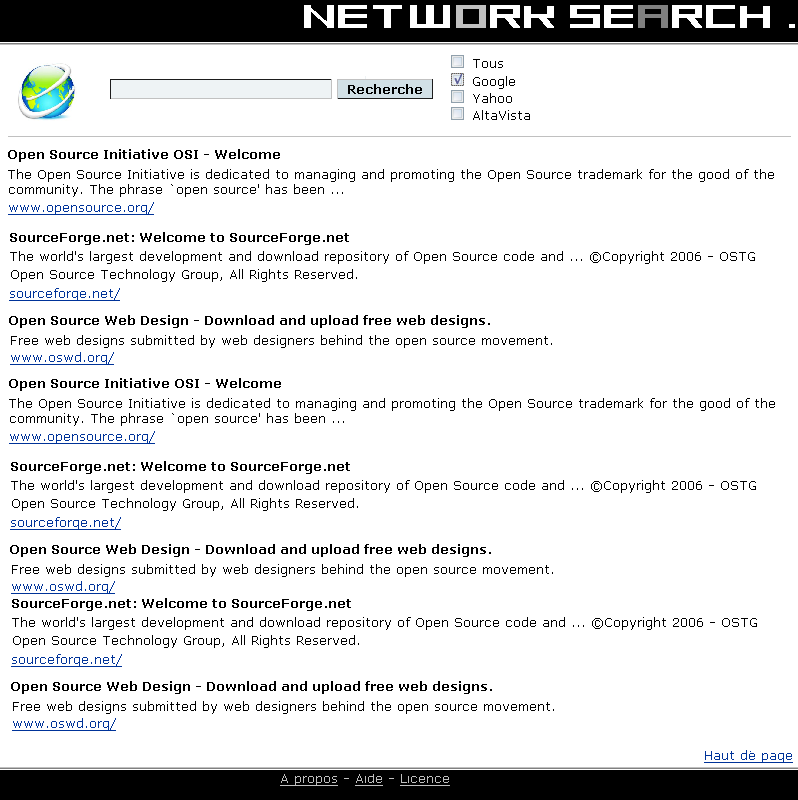 NETWORK SEARCH .
Tous
Google
Recherche
Yahoo
AltaVista
Open Source Initiative OSI - Welcome
The Open Source Initiative is dedicated to managing and promoting the Open Source trademark for the good of the
community. The phrase `open source' has been ...
www.opensource.org/
SourceForge.net: Welcome to SourceForge.net
The world's largest development and download repository of Open Source code and ... ©Copyright 2006 - OSTG
Open Source Technology Group, All Rights Reserved.
sourceforge.net/
Open Source Web Design - Download and upload free web designs.
Free web designs submitted by web designers behind the open source movement.
www.oswd.org/
Open Source Initiative OSI - Welcome
The Open Source Initiative is dedicated to managing and promoting the Open Source trademark for the good of the
community. The phrase `open source' has been ...
www.opensource.org/
SourceForge.net: Welcome to SourceForge.net
The world's largest development and download repository of Open Source code and ... ©Copyright 2006 - OSTG
Open Source Technology Group, All Rights Reserved.
sourceforge.net/
Open Source Web Design - Download and upload free web designs.
Free web designs submitted by web designers behind the open source movement.
www.oswd.org/
SourceForge.net: Welcome to SourceForge.net
The world's largest development and download repository of Open Source code and ... ©Copyright 2006 - OSTG
Open Source Technology Group, All Rights Reserved.
sourceforge.net/
Open Source Web Design - Download and upload free web designs.
Free web designs submitted by web designers behind the open source movement.
www.oswd.org/
Haut de page
A propos - Aide - Licence